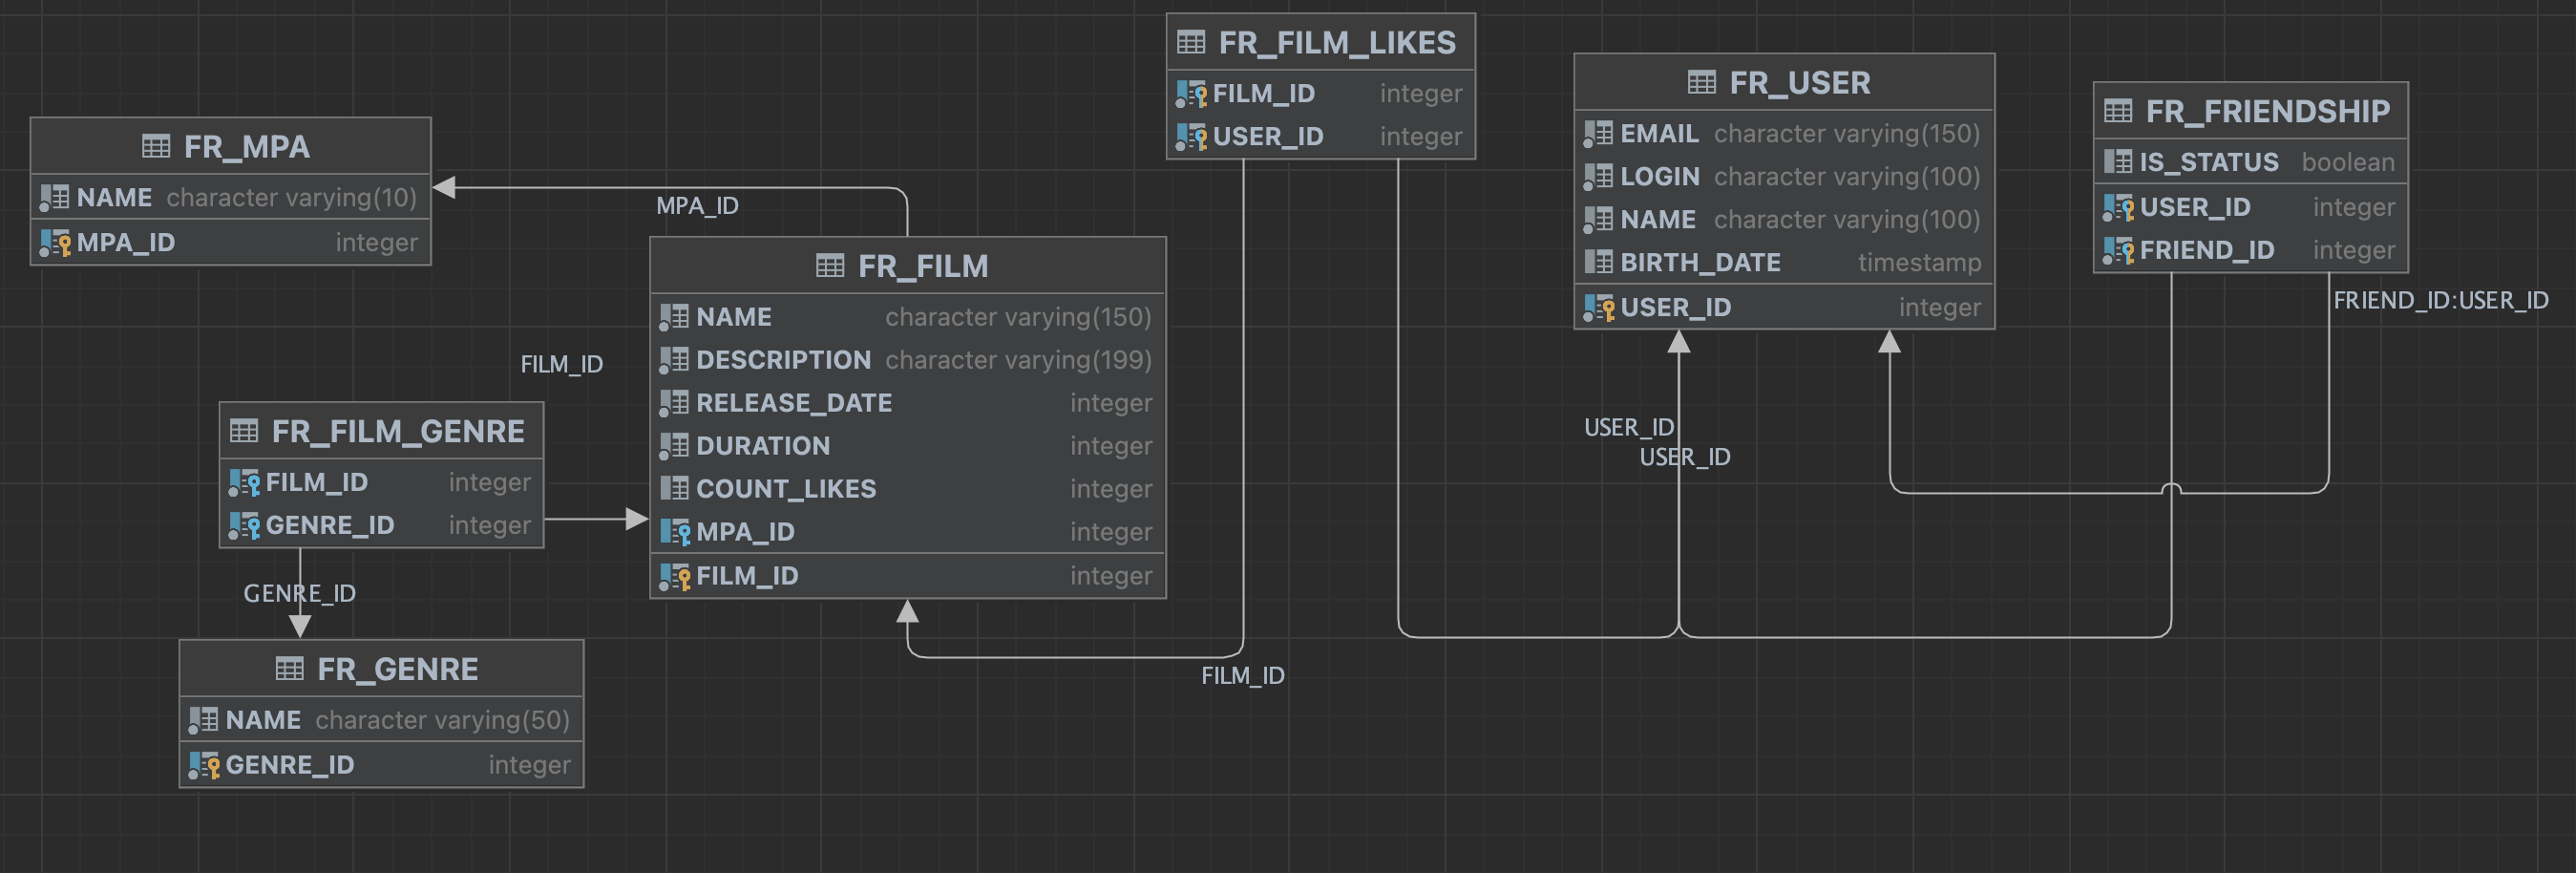 FR_FILM_LIKES
FILM_ID integer
USER_ID integer
FR_USER
EMAIL character varying(150)
LOGIN character varying(100)
NAME character varying(100)
BIRTH_DATE timestamp
USER_ID integer
FR_FRIENDSHIP
IS_STATUS boolean
USER_ID integer
FRIEND_ID integer
FRIEND_ID:USER_ID
FR_MPA
NAME character varying(10)
MPA_ID integer
MPA_ID
FR_FILM
NAME character varying(150)
DESCRIPTION character varying(199)
RELEASE_DATE integer
DURATION integer
COUNT_LIKES integer
MPA_ID integer
FILM_ID integer
FILM_ID
FR_FILM_GENRE
FILM_ID integer
GENRE_ID integer
USER_ID
USER_ID
GENRE_ID
FR_GENRE
NAME character varying(50)
GENRE_ID integer
FILM_ID